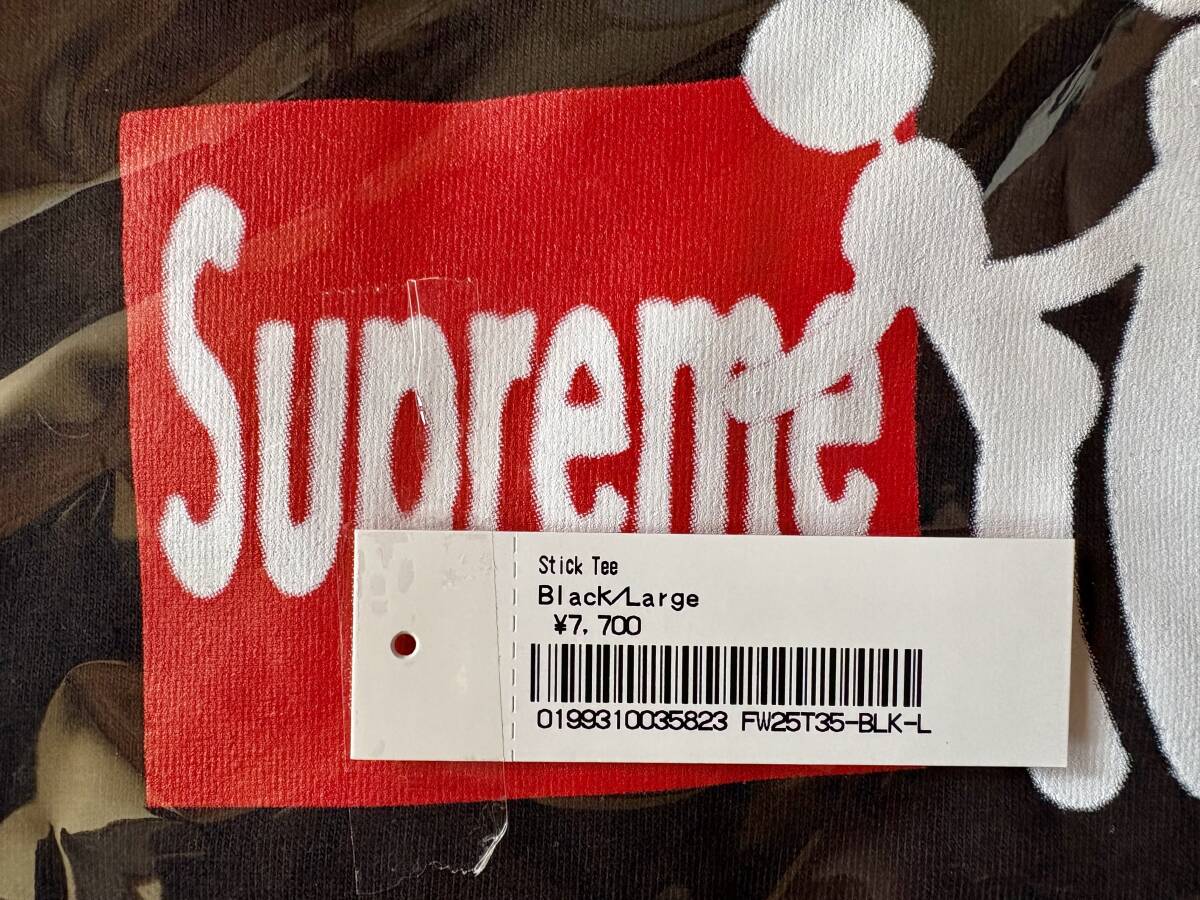 Supreme
Stick Tee
Black/Large
¥7,700
0199310035823 FW25T35-BLK-L